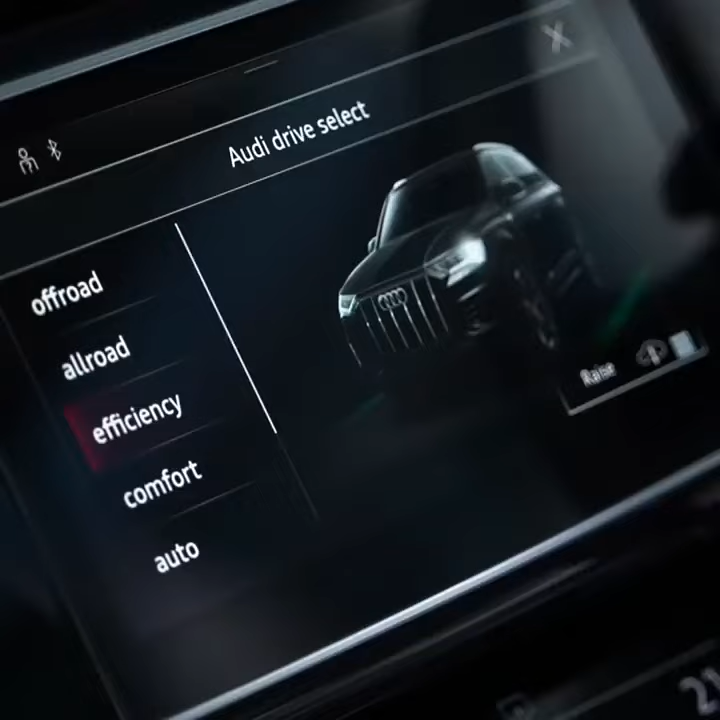 Audi drive select
offroad
allroad
efficiency
comfort
auto
Raise